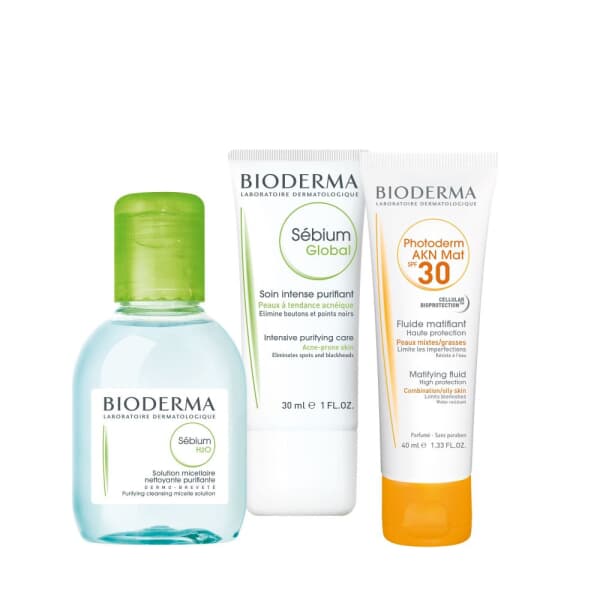 BIODERMA
LABORATOIRE DERMATOLOGIQUE
Sébium
H2O
Solution micellaire
nettoyante purifiante
DERMO-BREVETÉ
Purifying cleansing micelle solution
BIODERMA
LABORATOIRE DERMATOLOGIQUE
Sébium
Global
Soin intense purifiant
Peaux à tendance acnéique
Elimine boutons et points noirs
Intensive purifying care
Acne-prone skin
Eliminates spots and blackheads
30 ml e 1 FL.OZ.
BIODERMA
LABORATOIRE DERMATOLOGIQUE
Photoderm
AKN Mat
SPF 30
CELLULAR
BIOPROTECTION
Fluide matifiant
Haute protection
Peaux mixtes/grasses
Limite les imperfections
Résiste à l'eau
Matifying fluid
High protection
Combination/oily skin
Limits blemishes
Water resistant
Parfumé - Sans paraben
40 ml e 1.33 FL.OZ.